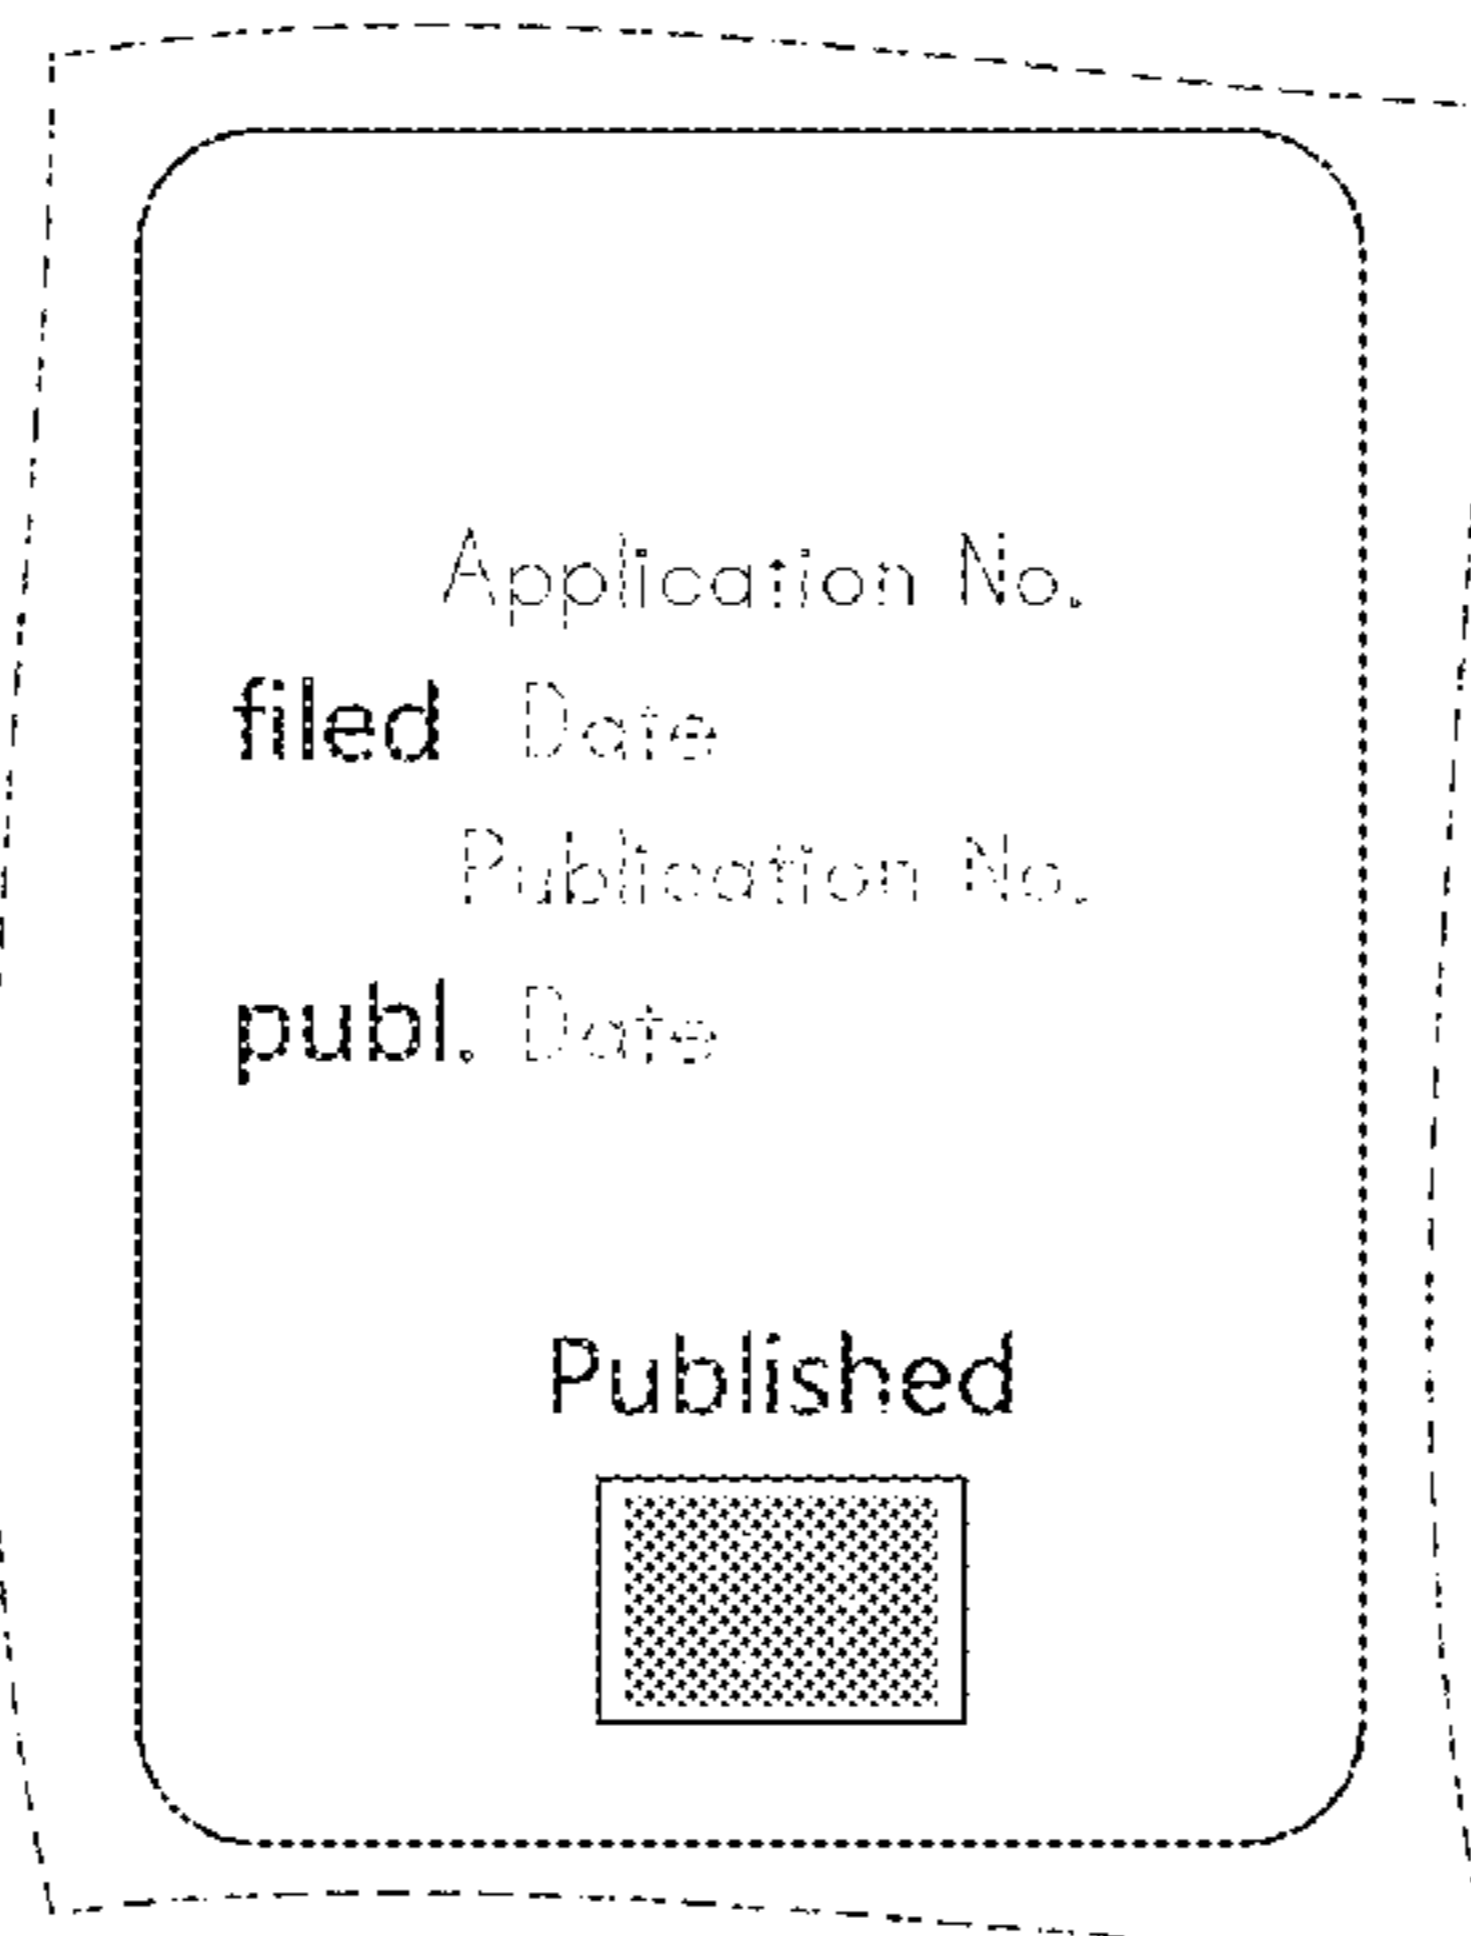 Application No.
filed Date
Publication No.
publ. Date
Published